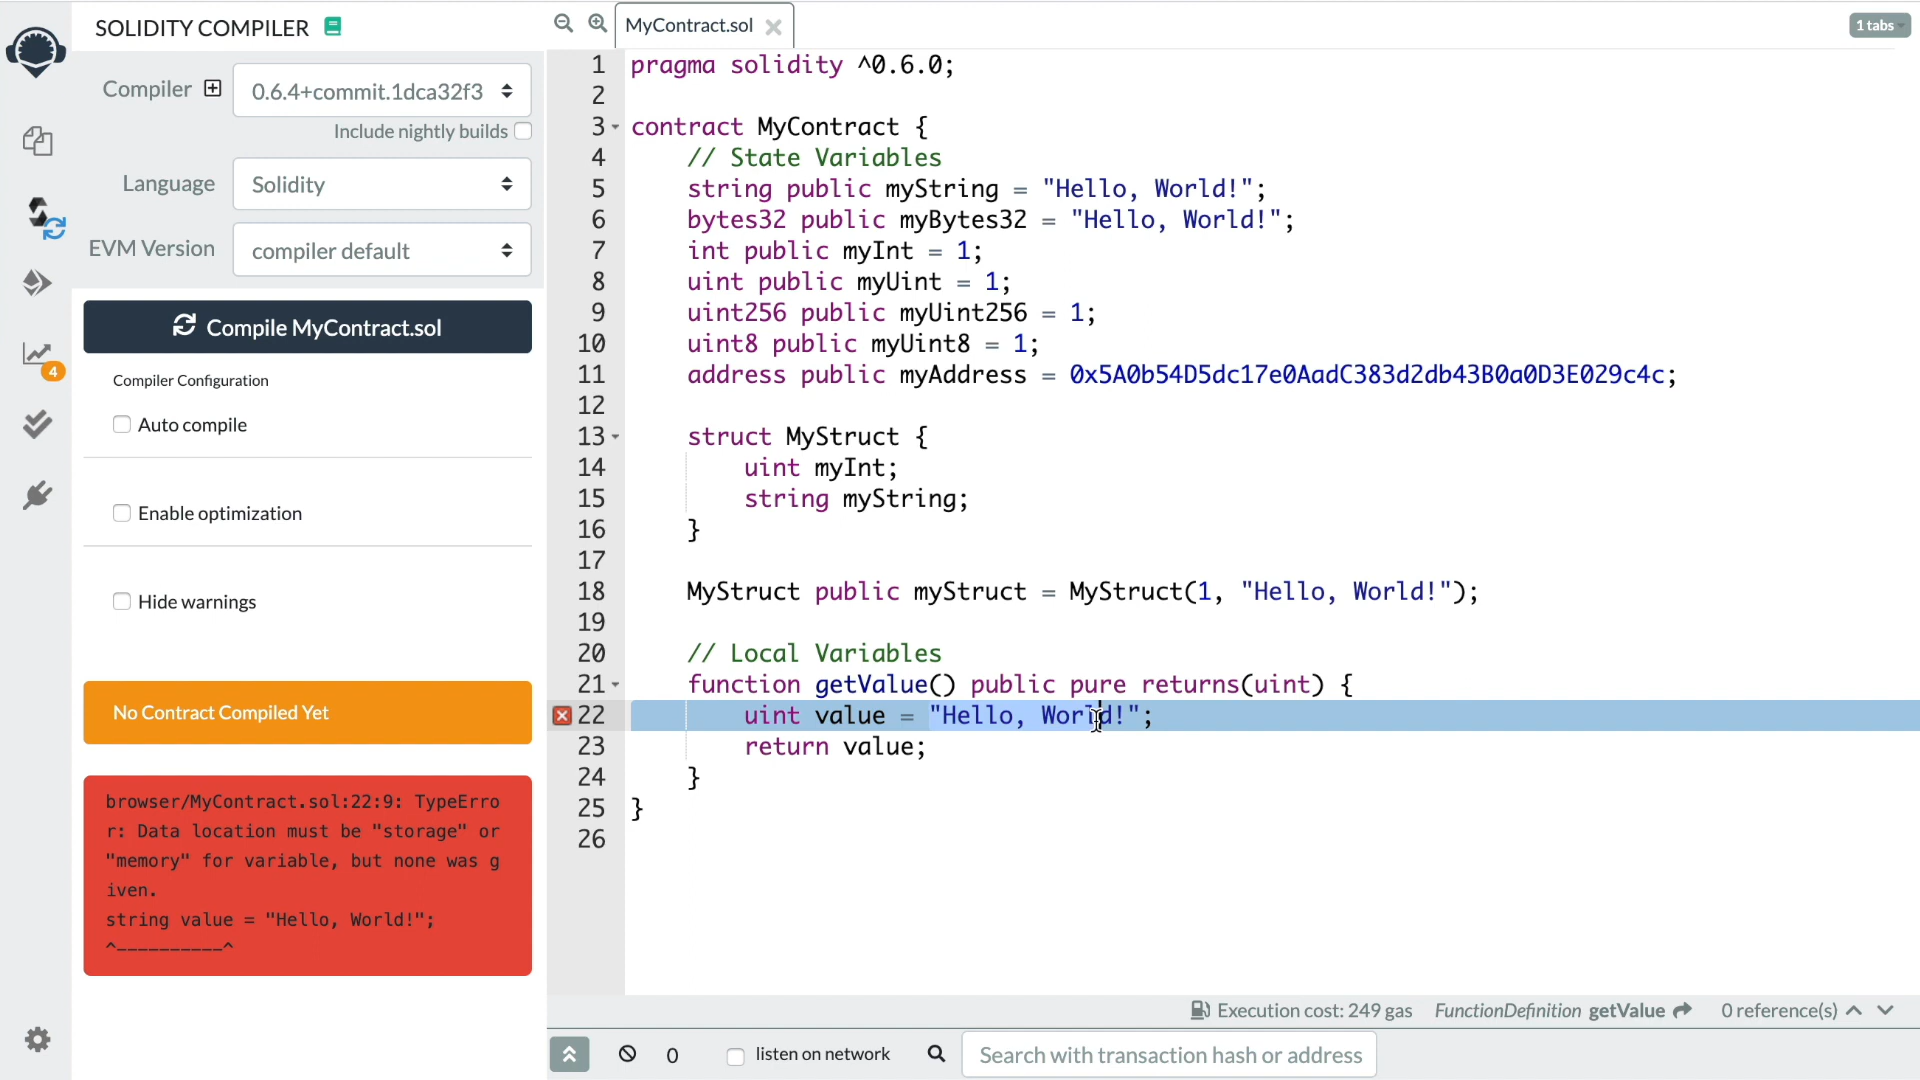 SOLIDITY COMPILER
Compiler
0.6.4+commit.1dca32f3
Include nightly builds
Language
Solidity
EVM Version
compiler default
Compile MyContract.sol
Compiler Configuration
Auto compile
Enable optimization
Hide warnings
No Contract Compiled Yet
browser/MyContract.sol:22:9: TypeErro
r: Data location must be "storage" or
"memory" for variable, but none was g
iven.
string value = "Hello, World!";
^----------^
4
MyContract.sol
1 tabs
1 pragma solidity ^0.6.0;
2
3 contract MyContract {
4 // State Variables
5 string public myString = "Hello, World!";
6 bytes32 public myBytes32 = "Hello, World!";
7 int public myInt = 1;
8 uint public myUint = 1;
9 uint256 public myUint256 = 1;
10 uint8 public myUint8 = 1;
11 address public myAddress = 0x5A0b54D5dc17e0AadC383d2db43B0a0D3E029c4c;
12
13 struct MyStruct {
14 uint myInt;
15 string myString;
16 }
17
18 MyStruct public myStruct = MyStruct(1, "Hello, World!");
19
20 // Local Variables
21 function getValue() public pure returns(uint) {
22 uint value = "Hello, World!";
23 return value;
24 }
25 }
26
Execution cost: 249 gas FunctionDefinition getValue 0 reference(s)
0 listen on network Search with transaction hash or address